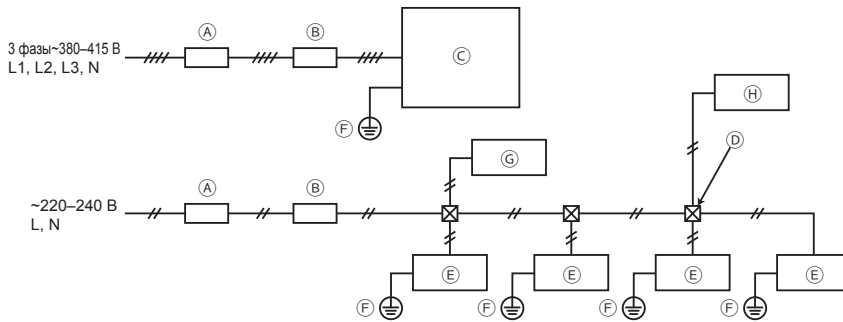 Ⓐ Ⓑ
3 фазы~380–415 В
L1, L2, L3, N
Ⓒ
Ⓗ
Ⓕ
Ⓓ
Ⓖ
Ⓐ Ⓑ
~220–240 В
L, N
Ⓔ Ⓔ Ⓔ Ⓔ
Ⓕ Ⓕ Ⓕ Ⓕ